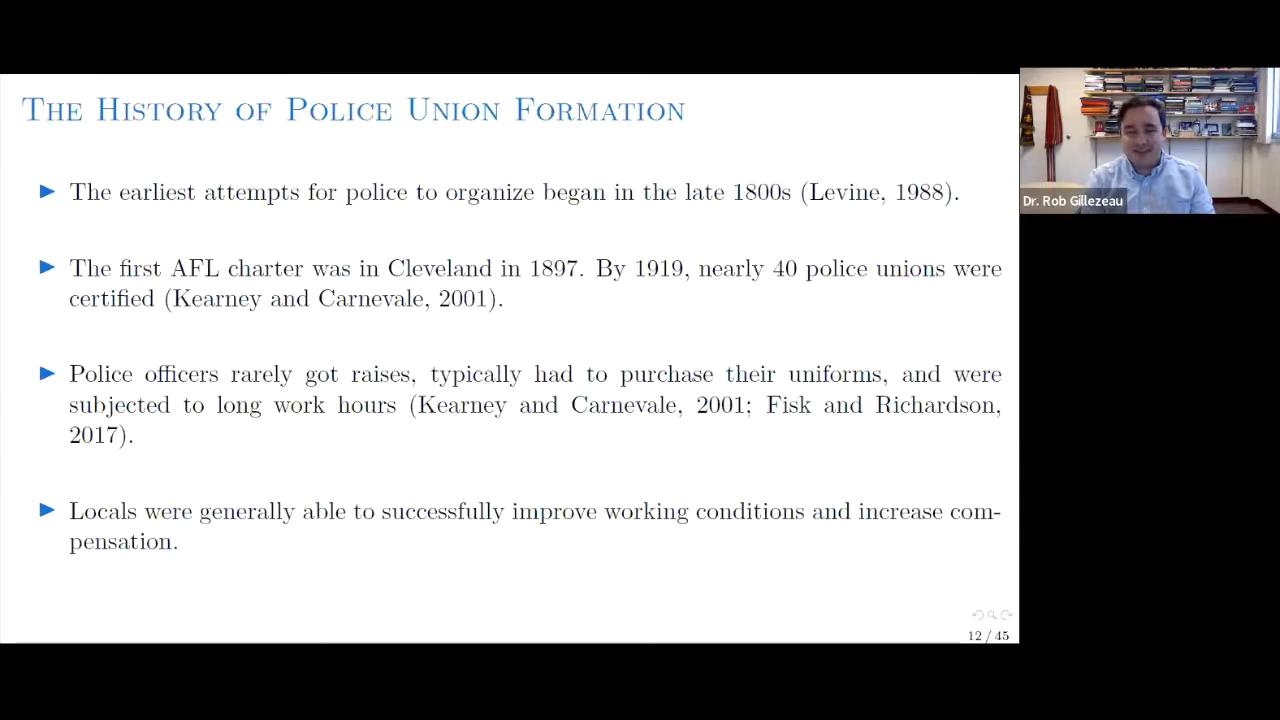 The History of Police Union Formation
The earliest attempts for police to organize began in the late 1800s (Levine, 1988).
The first AFL charter was in Cleveland in 1897. By 1919, nearly 40 police unions were
certified (Kearney and Carnevale, 2001).
Police officers rarely got raises, typically had to purchase their uniforms, and were
subjected to long work hours (Kearney and Carnevale, 2001; Fisk and Richardson,
2017).
Locals were generally able to successfully improve working conditions and increase com-
pensation.
12 / 45
Dr. Rob Gillezeau